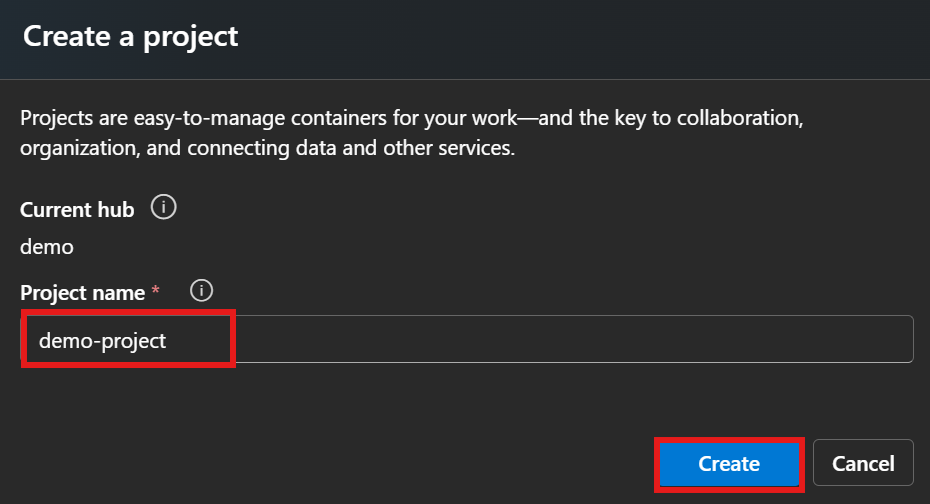 Create a project
Projects are easy-to-manage containers for your work—and the key to collaboration,
organization, and connecting data and other services.
Current hub
demo
Project name *
demo-project
Create
Cancel